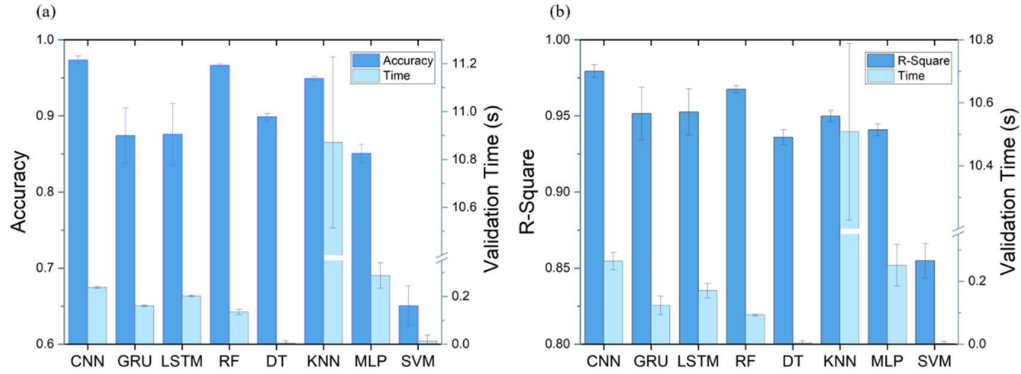 (a)
1.0
0.9
0.8
0.7
0.6
Accuracy
Accuracy
Time
11.2
11.0
10.8
10.6
0.2
0.0
Validation Time (s)
CNN GRU LSTM RF DT KNN MLP SVM
(b)
1.00
0.95
0.90
0.85
0.80
R-Square
R-Square
Time
10.8
10.6
10.4
0.2
0.0
Validation Time (s)
CNN GRU LSTM RF DT KNN MLP SVM